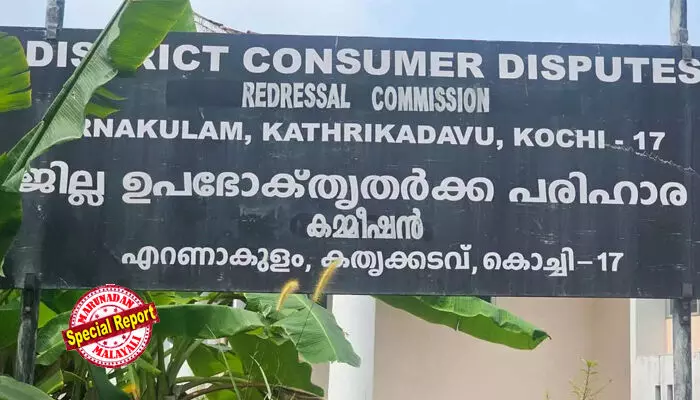 DISTRICT CONSUMER DISPUTES
REDRESSAL COMMISSION
ERNAKULAM, KATHRIKADAVU, KOCHI - 17
ജില്ല ഉപഭോക്തൃതർക്ക പരിഹാര
കമ്മീഷൻ
എറണാകുളം, കതൃക്കടവ്, കൊച്ചി-17
MARUNADAN
Special Report
MALAYALI